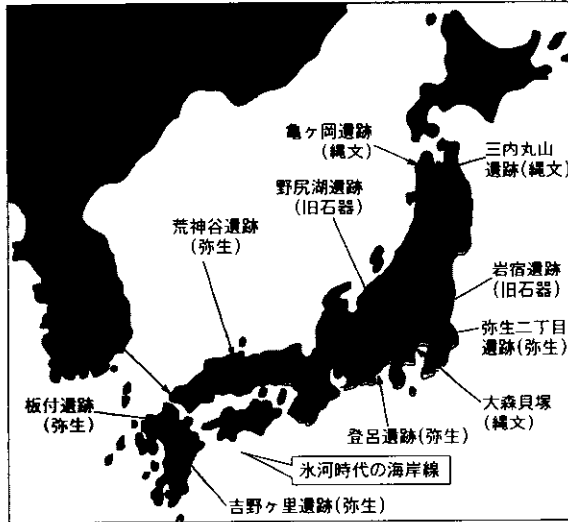 亀ヶ岡遺跡
(縄文)
三内丸山
遺跡(縄文)
野尻湖遺跡
(旧石器)
荒神谷遺跡
(弥生)
岩宿遺跡
(旧石器)
弥生二丁目
遺跡(弥生)
大森貝塚
(縄文)
板付遺跡
(弥生)
登呂遺跡(弥生)
氷河時代の海岸線
吉野ヶ里遺跡(弥生)